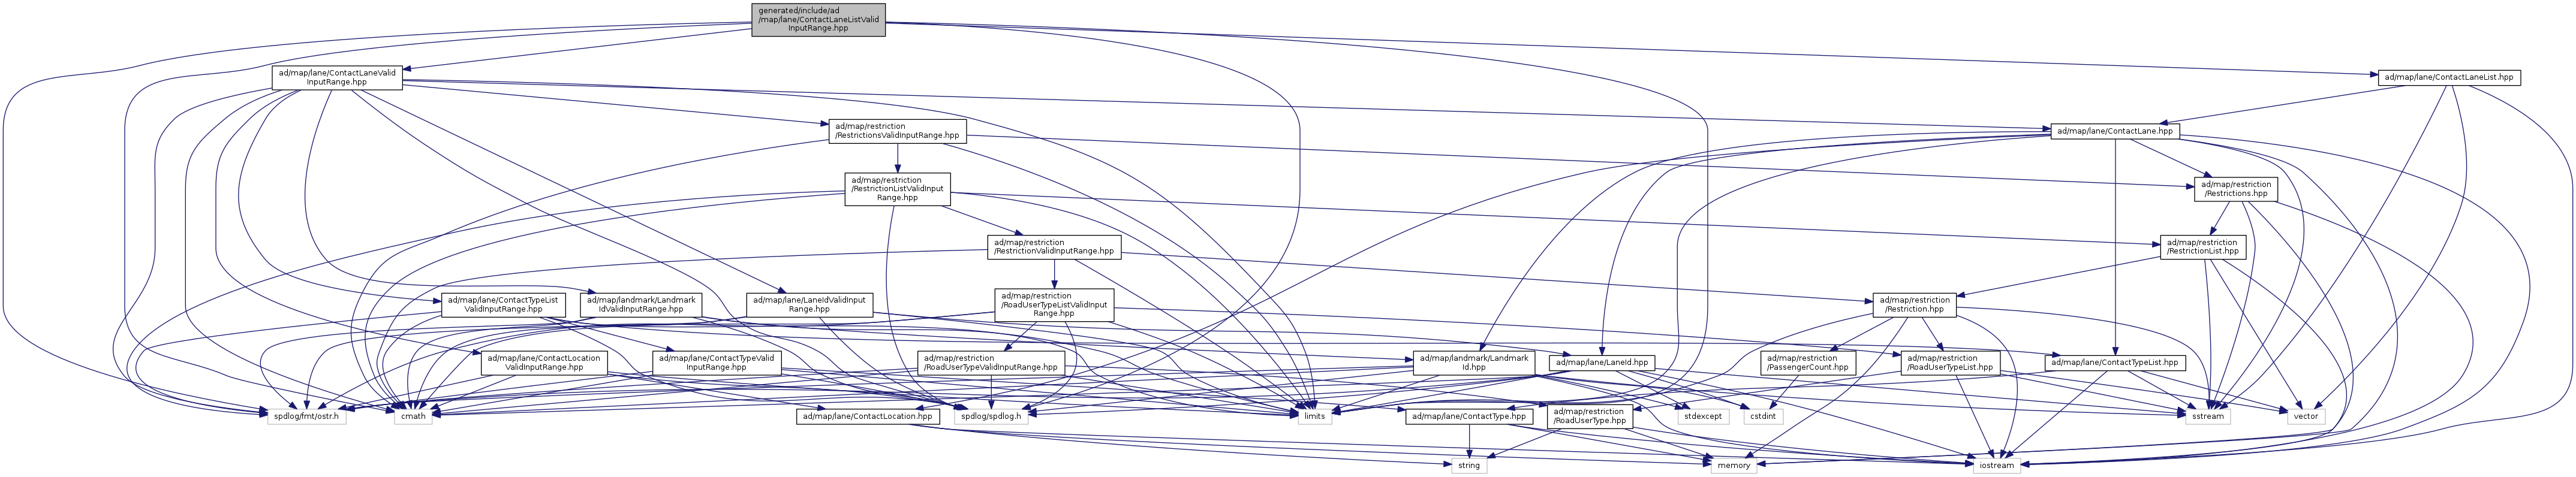 generated/include/ad
/map/lane/ContactLaneListValid
InputRange.hpp
ad/map/lane/ContactLaneValid
InputRange.hpp
ad/map/lane/ContactLaneList.hpp
ad/map/restriction
/RestrictionsValidInputRange.hpp
ad/map/lane/ContactLane.hpp
ad/map/restriction
/RestrictionListValidInput
Range.hpp
ad/map/restriction
/Restrictions.hpp
ad/map/restriction
/RestrictionValidInputRange.hpp
ad/map/restriction
/RestrictionList.hpp
ad/map/lane/ContactTypeList
ValidInputRange.hpp
ad/map/landmark/Landmark
IdValidInputRange.hpp
ad/map/lane/LaneIdValidInput
Range.hpp
ad/map/restriction
/RoadUserTypeListValidInput
Range.hpp
ad/map/restriction
/Restriction.hpp
ad/map/lane/ContactLocation
ValidInputRange.hpp
ad/map/lane/ContactTypeValid
InputRange.hpp
ad/map/restriction
/RoadUserTypeValidInputRange.hpp
ad/map/landmark/Landmark
Id.hpp
ad/map/lane/LaneId.hpp
ad/map/restriction
/PassengerCount.hpp
ad/map/restriction
/RoadUserTypeList.hpp
ad/map/lane/ContactTypeList.hpp
spdlog/fmt/ostr.h
cmath
ad/map/lane/ContactLocation.hpp
spdlog/spdlog.h
limits
ad/map/lane/ContactType.hpp
ad/map/restriction
/RoadUserType.hpp
stdexcept
cstdint
sstream
vector
string
memory
iostream